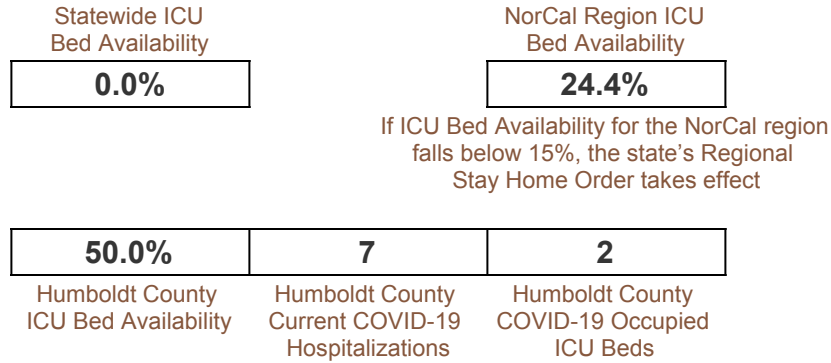 Statewide ICU
Bed Availability
0.0%
NorCal Region ICU
Bed Availability
24.4%
If ICU Bed Availability for the NorCal region
falls below 15%, the state's Regional
Stay Home Order takes effect
50.0%
7
2
Humboldt County
ICU Bed Availability
Humboldt County
Current COVID-19
Hospitalizations
Humboldt County
COVID-19 Occupied
ICU Beds